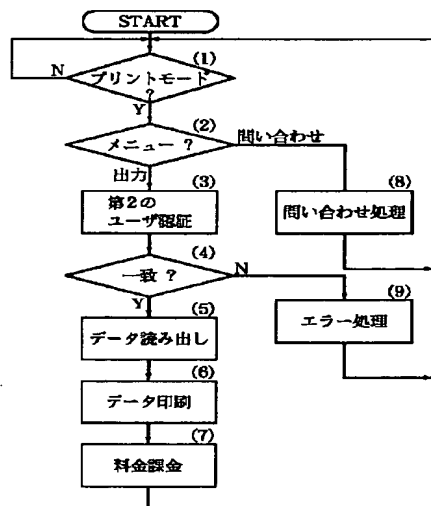 START
(1)
N
プリントモード
?
Y
(2)
メニュー ?
問い合わせ
出力
(3)
第2の
ユーザ認証
(8)
問い合わせ処理
(4)
一致 ?
N
Y
(5)
データ読み出し
(9)
エラー処理
(6)
データ印刷
(7)
料金課金